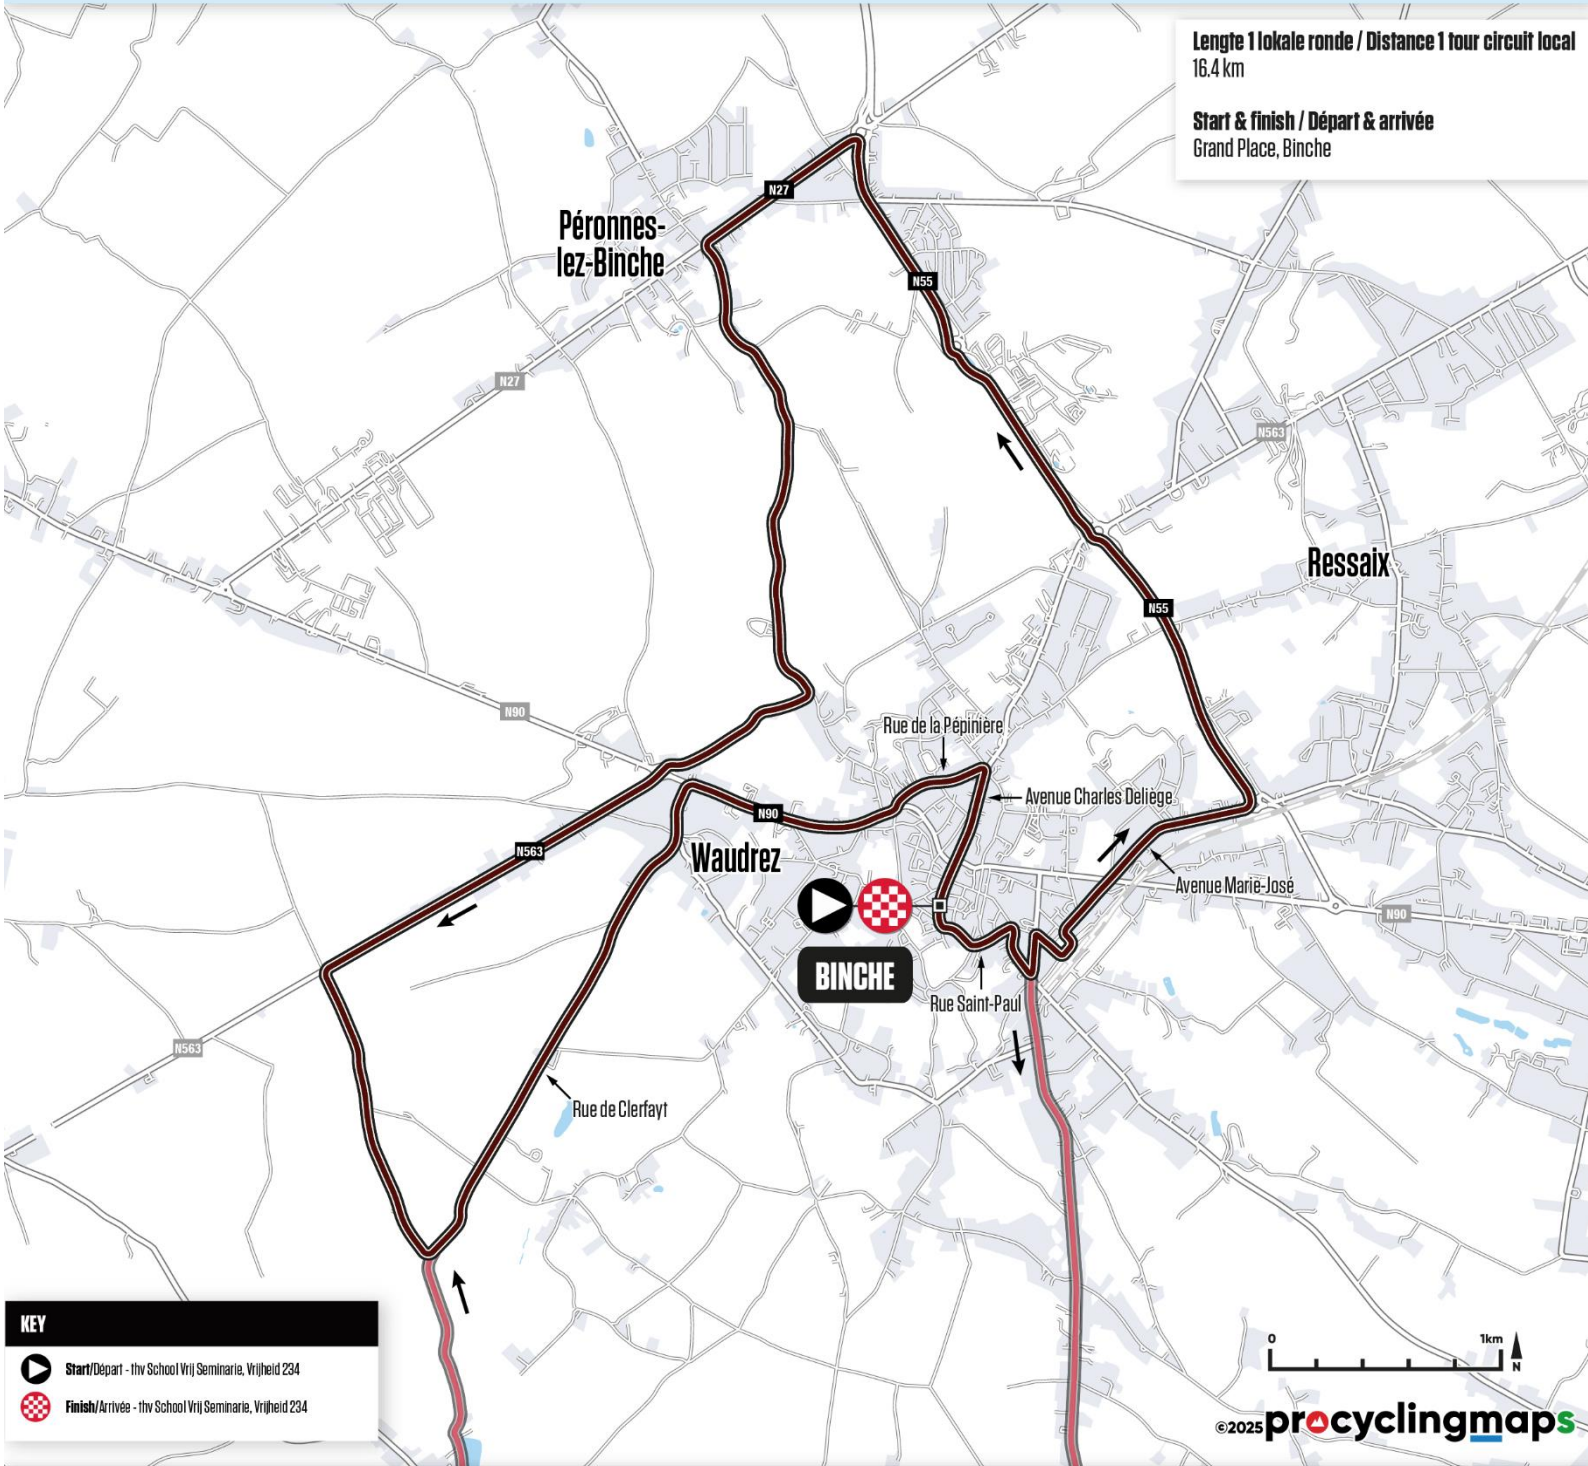 Lengte 1 lokale ronde / Distance 1 tour circuit local
16.4 km
Start & finish / Départ & arrivée
Grand Place, Binche
N27
Péronnes-
lez-Binche
N55
N27
N563
Ressaix
N55
N90
Rue de la Pépinière
Avenue Charles Deliège
N90
N563
Waudrez
Avenue Marie-José
N90
BINCHE
Rue Saint-Paul
N563
Rue de Clerfayt
KEY
Start/Départ - thv School Vrij Seminarie, Vrijheid 234
Finish/Arrivée - thv School Vrij Seminarie, Vrijheid 234
0 1km
N
©2025 procyclingmaps